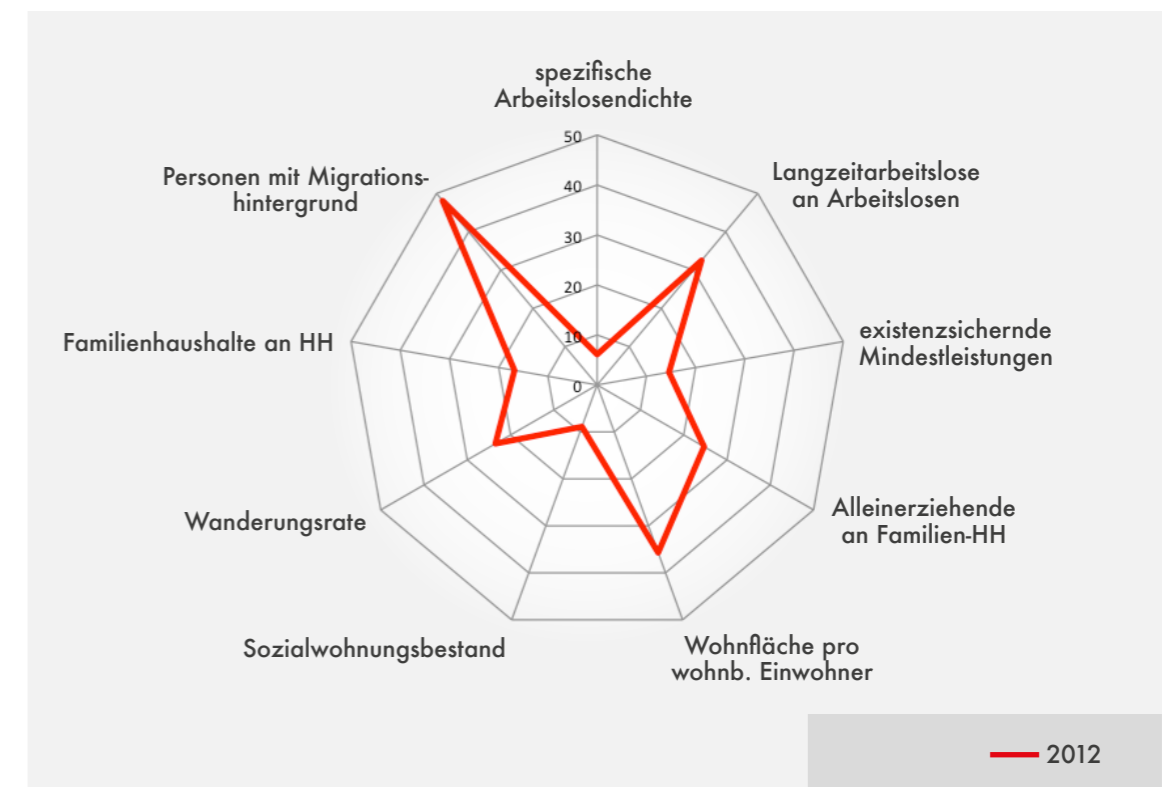 spezifische
Arbeitslosendichte
50
40
30
20
10
0
Langzeitarbeitslose
an Arbeitslosen
existenzsichernde
Mindestleistungen
Alleinerziehende
an Familien-HH
Wohnfläche pro
wohnb. Einwohner
Sozialwohnungsbestand
Wanderungsrate
Familienhaushalte an HH
Personen mit Migrations-
hintergrund
2012